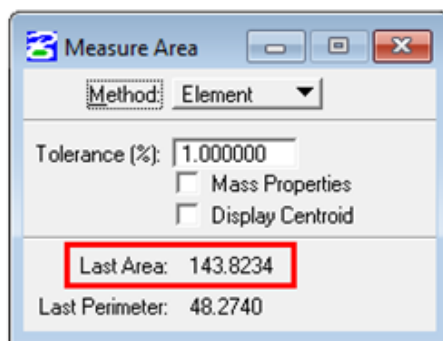 Measure Area
Method: Element
Tolerance (%): 1.000000
Mass Properties
Display Centroid
Last Area: 143.8234
Last Perimeter: 48.2740